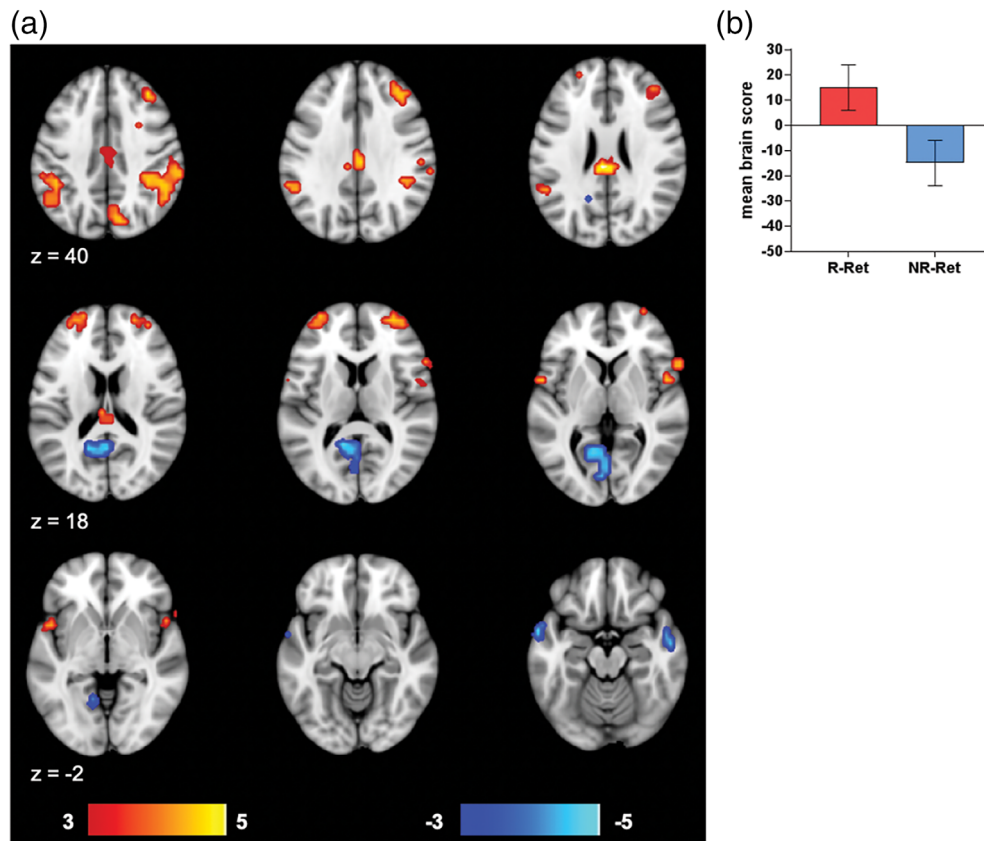 (a)
z = 40
z = 18
z = -2
3 5 -3 -5
(b)
mean brain score
30
20
10
0
-10
-20
-30
-40
-50
R-Ret NR-Ret